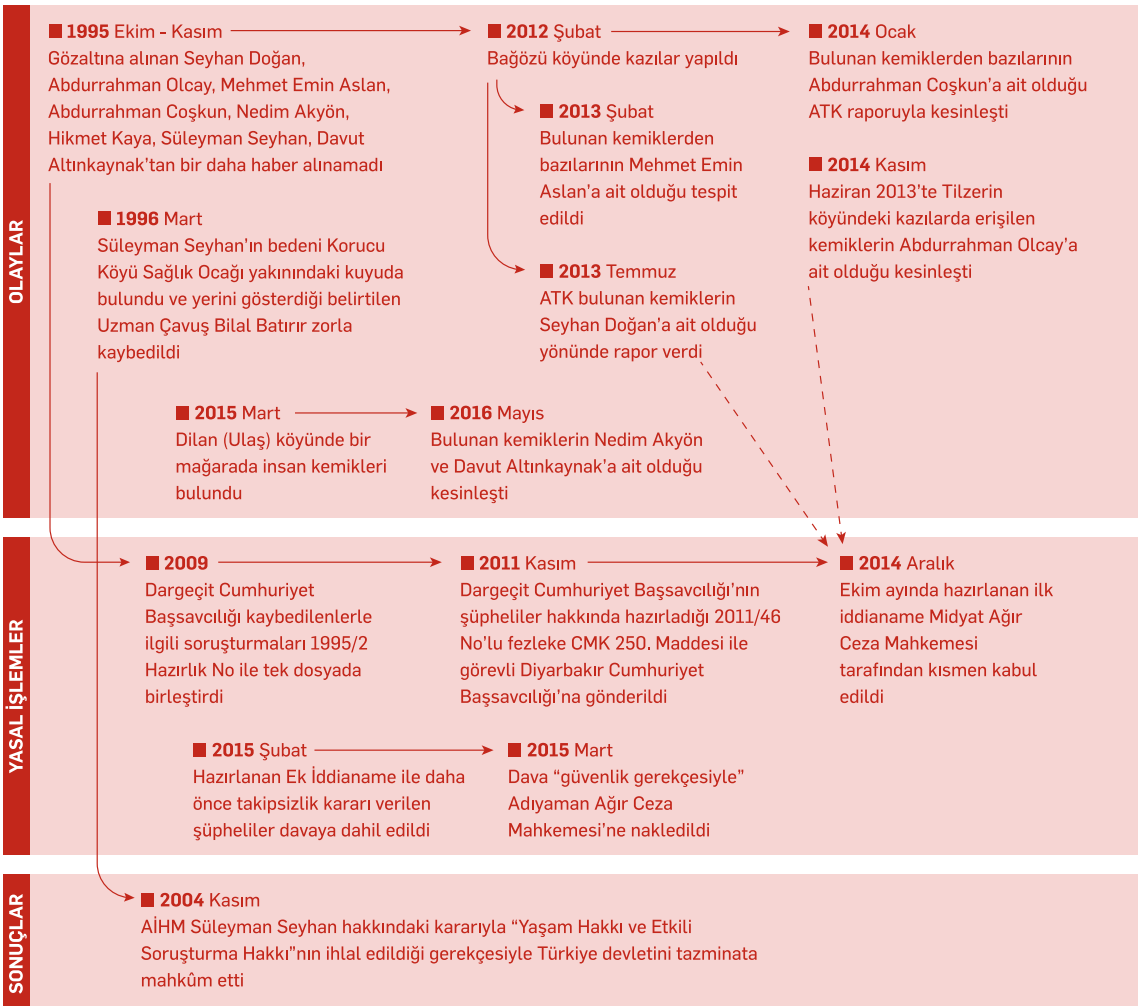 OLAYLAR
■ 1995 Ekim - Kasım
Gözaltına alınan Seyhan Doğan,
Abdurrahman Olcay, Mehmet Emin Aslan,
Abdurrahman Coşkun, Nedim Akyön,
Hikmet Kaya, Süleyman Seyhan, Davut
Altınkaynak’tan bir daha haber alınamadı
■ 1996 Mart
Süleyman Seyhan’ın bedeni Korucu
Köyü Sağlık Ocağı yakınındaki kuyuda
bulundu ve yerini gösterdiği belirtilen
Uzman Çavuş Bilal Batırır zorla
kaybedildi
■ 2012 Şubat
Bağözü köyünde kazılar yapıldı
■ 2013 Şubat
Bulunan kemiklerden
bazılarının Mehmet Emin
Aslan’a ait olduğu tespit
edildi
■ 2013 Temmuz
ATK bulunan kemiklerin
Seyhan Doğan’a ait olduğu
yönünde rapor verdi
■ 2014 Ocak
Bulunan kemiklerden bazılarının
Abdurrahman Coşkun’a ait olduğu
ATK raporuyla kesinleşti
■ 2014 Kasım
Haziran 2013’te Tilzerin
köyündeki kazılarda erişilen
kemiklerin Abdurrahman Olcay’a
ait olduğu kesinleşti
■ 2015 Mart
Dilan (Ulaş) köyünde bir
mağarada insan kemikleri
bulundu
■ 2016 Mayıs
Bulunan kemiklerin Nedim Akyön
ve Davut Altınkaynak’a ait olduğu
kesinleşti
YASAL İŞLEMLER
■ 2009
Dargeçit Cumhuriyet
Başsavcılığı kaybedilenlerle
ilgili soruşturmaları 1995/2
Hazırlık No ile tek dosyada
birleştirdi
■ 2011 Kasım
Dargeçit Cumhuriyet Başsavcılığı’nın
şüpheliler hakkında hazırladığı 2011/46
No’lu fezleke CMK 250. Maddesi ile
görevli Diyarbakır Cumhuriyet
Başsavcılığı’na gönderildi
■ 2014 Aralık
Ekim ayında hazırlanan ilk
iddianame Midyat Ağır
Ceza Mahkemesi
tarafından kısmen kabul
edildi
■ 2015 Şubat
Hazırlanan Ek İddianame ile daha
önce takipsizlik kararı verilen
şüpheliler davaya dahil edildi
■ 2015 Mart
Dava “güvenlik gerekçesiyle”
Adıyaman Ağır Ceza
Mahkemesi’ne nakledildi
SONUÇLAR
■ 2004 Kasım
AİHM Süleyman Seyhan hakkındaki kararıyla “Yaşam Hakkı ve Etkili
Soruşturma Hakkı”nın ihlal edildiği gerekçesiyle Türkiye devletini tazminata
mahkûm etti